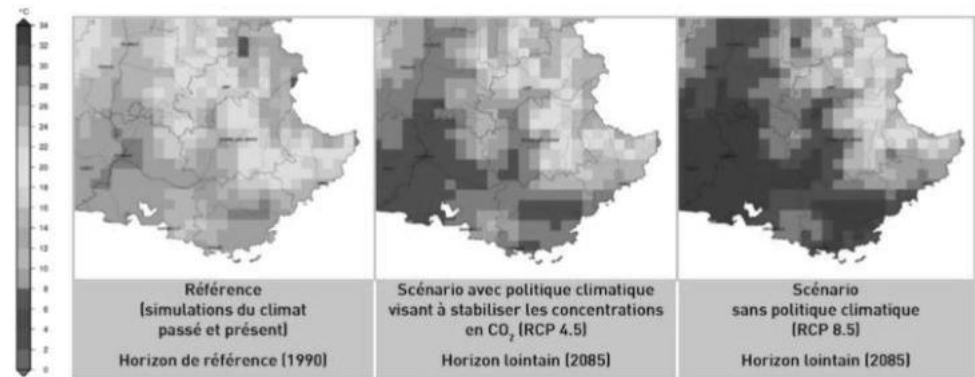 °C
34
32
30
28
26
24
22
20
18
16
14
12
10
8
6
4
2
0
Référence
(simulations du climat
passé et présent)
Horizon de référence (1990)
Scénario avec politique climatique
visant à stabiliser les concentrations
en CO₂ (RCP 4.5)
Horizon lointain (2085)
Scénario
sans politique climatique
(RCP 8.5)
Horizon lointain (2085)